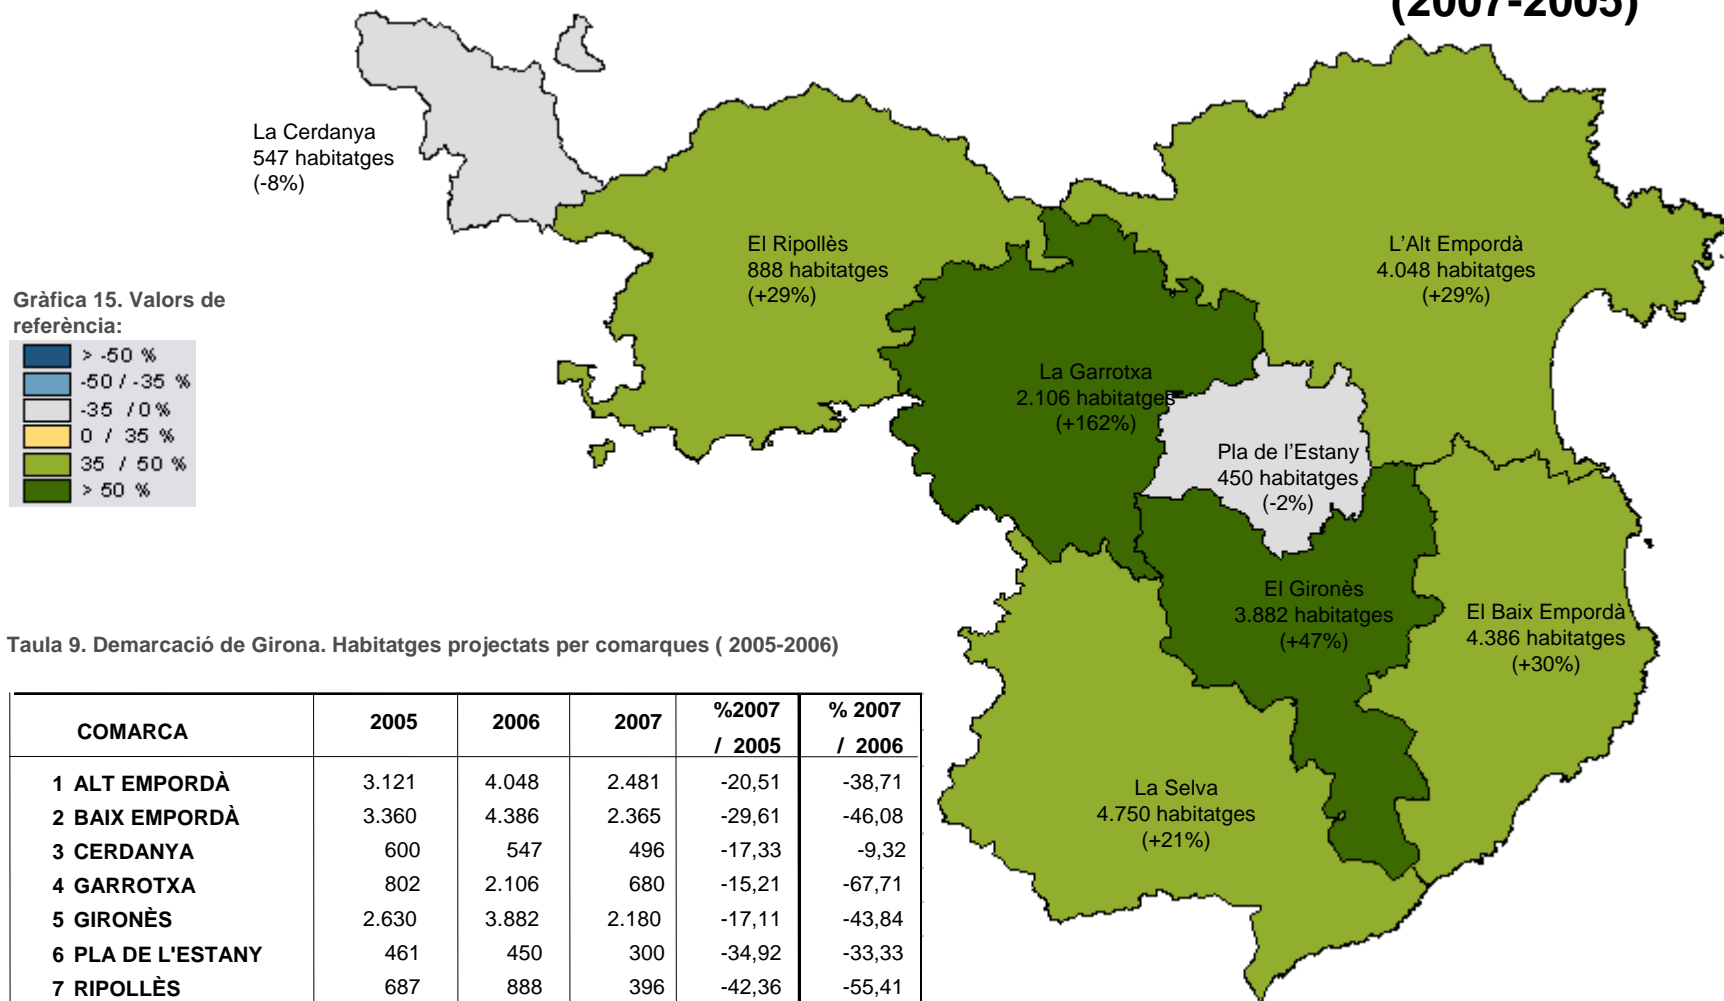 (2007-2005)
La Cerdanya
547 habitatges
(-8%)
El Ripollès
888 habitatges
(+29%)
L'Alt Empordà
4.048 habitatges
(+29%)
Gràfica 15. Valors de
referència:
> -50 %
-50 / -35 %
-35 / 0 %
0 / 35 %
35 / 50 %
> 50 %
La Garrotxa
2.106 habitatges
(+162%)
Pla de l'Estany
450 habitatges
(-2%)
El Gironès
3.882 habitatges
(+47%)
El Baix Empordà
4.386 habitatges
(+30%)
La Selva
4.750 habitatges
(+21%)
Taula 9. Demarcació de Girona. Habitatges projectats per comarques ( 2005-2006)
COMARCA 2005 2006 2007 %2007 / 2005 % 2007 / 2006
1 ALT EMPORDÀ 3.121 4.048 2.481 -20,51 -38,71
2 BAIX EMPORDÀ 3.360 4.386 2.365 -29,61 -46,08
3 CERDANYA 600 547 496 -17,33 -9,32
4 GARROTXA 802 2.106 680 -15,21 -67,71
5 GIRONÈS 2.630 3.882 2.180 -17,11 -43,84
6 PLA DE L'ESTANY 461 450 300 -34,92 -33,33
7 RIPOLLÈS 687 888 396 -42,36 -55,41